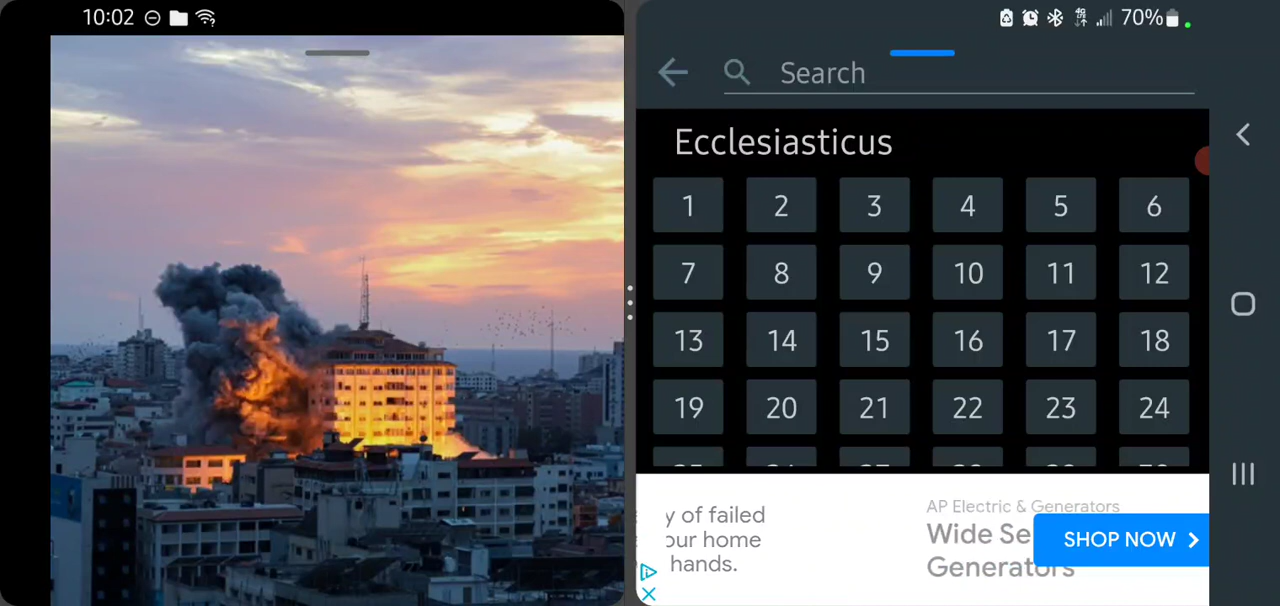 10:02
70%
Search
Ecclesiasticus
1 2 3 4 5 6
7 8 9 10 11 12
13 14 15 16 17 18
19 20 21 22 23 24
y of failed
our home
hands.
AP Electric & Generators
Wide Se
Generators
SHOP NOW